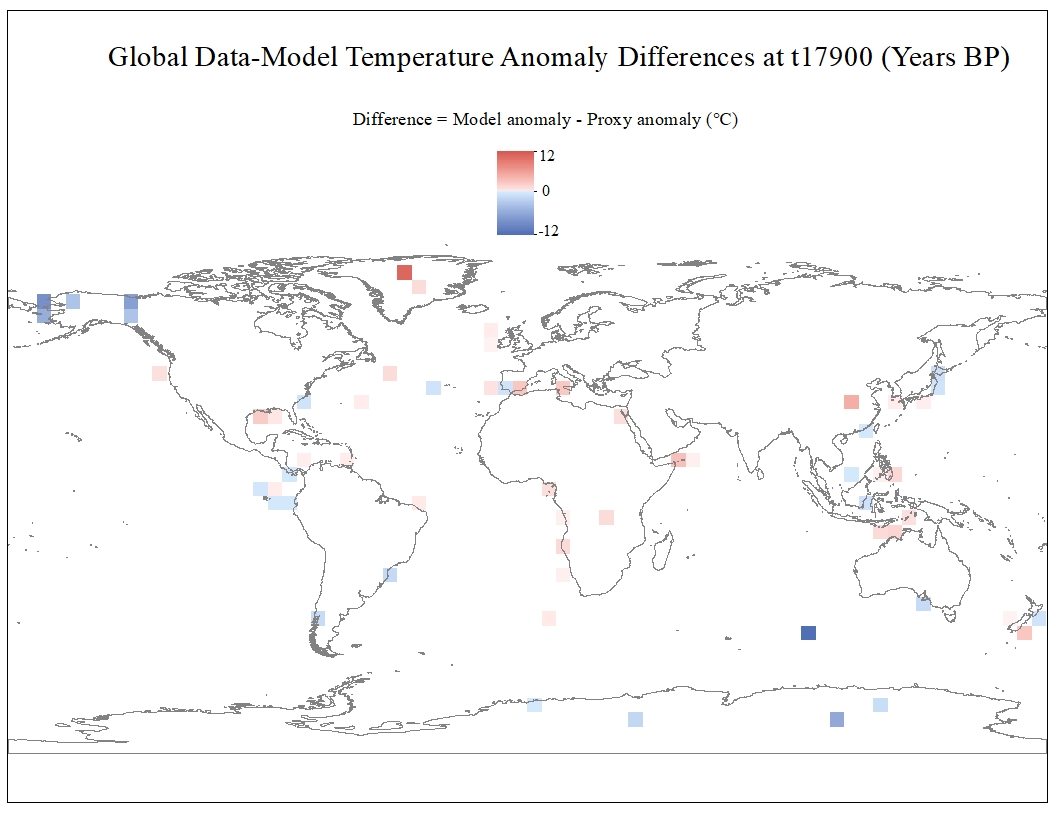 Global Data-Model Temperature Anomaly Differences at t17900 (Years BP)
Difference = Model anomaly - Proxy anomaly (°C)
12
0
-12